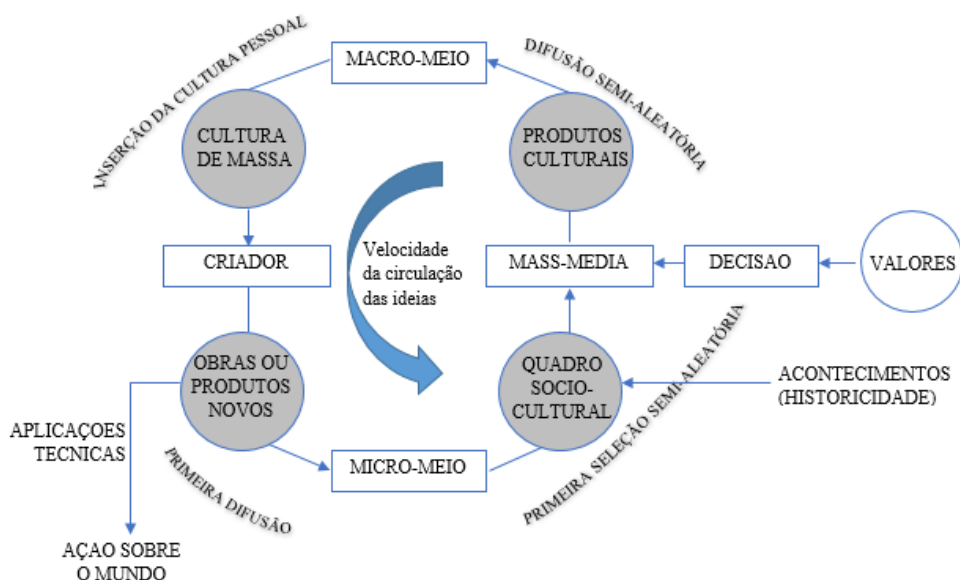 INSERÇÃO DA CULTURA PESSOAL
MACRO-MEIO
DIFUSÃO SEMI-ALEATÓRIA
CULTURA
DE MASSA
PRODUTOS
CULTURAIS
CRIADOR
Velocidade
da circulação
das ideias
MASS-MEDIA
DECISAO
VALORES
OBRAS OU
PRODUTOS
NOVOS
QUADRO
SOCIO-
CULTURAL
ACONTECIMENTOS
(HISTORICIDADE)
APLICAÇOES
TECNICAS
PRIMEIRA DIFUSÃO
MICRO-MEIO
PRIMEIRA SELEÇÃO SEMI-ALEATÓRIA
AÇAO SOBRE
O MUNDO